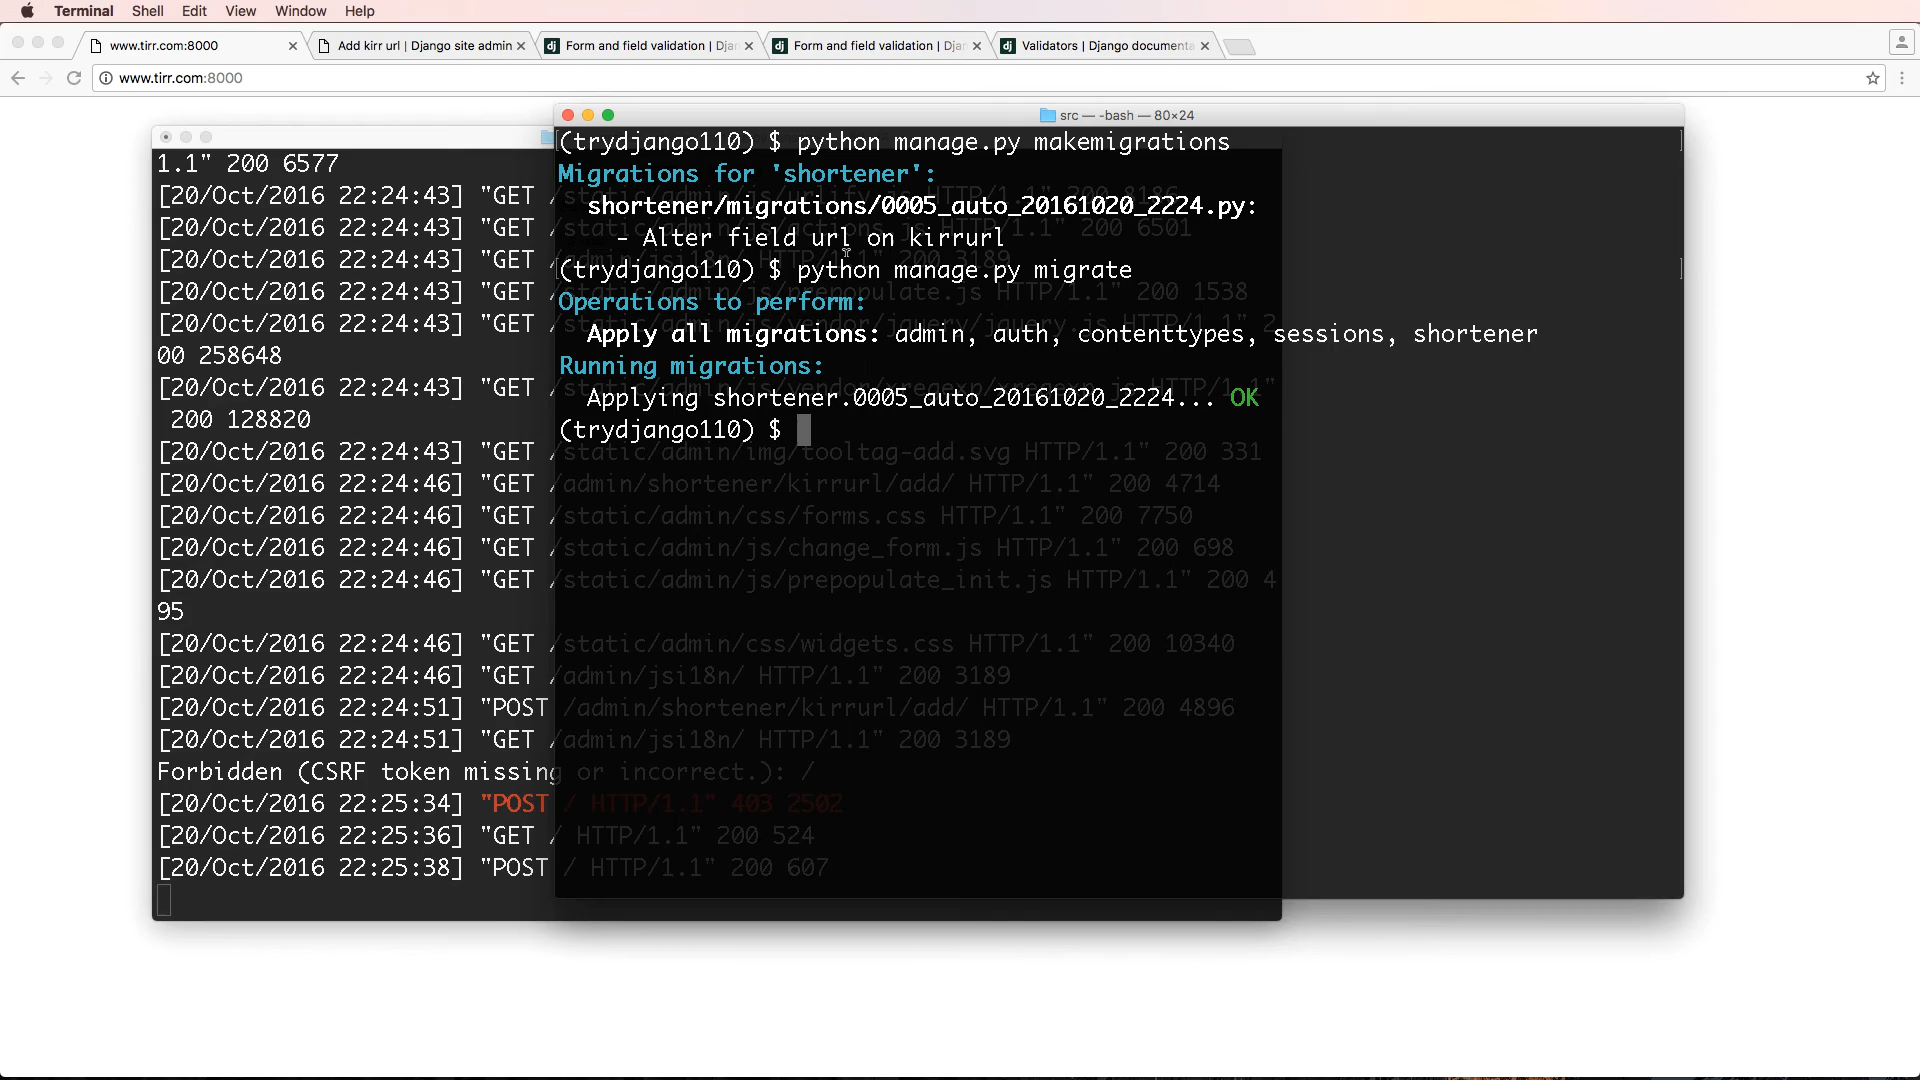 Terminal Shell Edit View Window Help
www.tirr.com:8000 Add kirr url | Django site admin Form and field validation | Djan Form and field validation | Djan Validators | Django documenta
www.tirr.com:8000
src — -bash — 80×24
(trydjango110) $ python manage.py makemigrations
Migrations for 'shortener':
shortener/migrations/0005_auto_20161020_2224.py:
- Alter field url on kirrurl
(trydjango110) $ python manage.py migrate
Operations to perform:
Apply all migrations: admin, auth, contenttypes, sessions, shortener
Running migrations:
Applying shortener.0005_auto_20161020_2224... OK
(trydjango110) $
1.1" 200 6577
[20/Oct/2016 22:24:43] "GET /static/admin/js/urlify.js HTTP/1.1" 200 8186
[20/Oct/2016 22:24:43] "GET /static/admin/js/actions.js HTTP/1.1" 200 6501
[20/Oct/2016 22:24:43] "GET /admin/jsi18n/ HTTP/1.1" 200 3189
[20/Oct/2016 22:24:43] "GET /static/admin/js/prepopulate.js HTTP/1.1" 200 1538
[20/Oct/2016 22:24:43] "GET /static/admin/js/vendor/jquery/jquery.js HTTP/1.1" 2
00 258648
[20/Oct/2016 22:24:43] "GET /static/admin/js/vendor/xregexp/xregexp.js HTTP/1.1"
200 128820
[20/Oct/2016 22:24:43] "GET /static/admin/img/tooltag-add.svg HTTP/1.1" 200 331
[20/Oct/2016 22:24:46] "GET /admin/shortener/kirrurl/add/ HTTP/1.1" 200 4714
[20/Oct/2016 22:24:46] "GET /static/admin/css/forms.css HTTP/1.1" 200 7750
[20/Oct/2016 22:24:46] "GET /static/admin/js/change_form.js HTTP/1.1" 200 698
[20/Oct/2016 22:24:46] "GET /static/admin/js/prepopulate_init.js HTTP/1.1" 200 4
95
[20/Oct/2016 22:24:46] "GET /static/admin/css/widgets.css HTTP/1.1" 200 10340
[20/Oct/2016 22:24:46] "GET /admin/jsi18n/ HTTP/1.1" 200 3189
[20/Oct/2016 22:24:51] "POST /admin/shortener/kirrurl/add/ HTTP/1.1" 200 4896
[20/Oct/2016 22:24:51] "GET /admin/jsi18n/ HTTP/1.1" 200 3189
Forbidden (CSRF token missing or incorrect.): /
[20/Oct/2016 22:25:34] "POST / HTTP/1.1" 403 2502
[20/Oct/2016 22:25:36] "GET / HTTP/1.1" 200 524
[20/Oct/2016 22:25:38] "POST / HTTP/1.1" 200 607